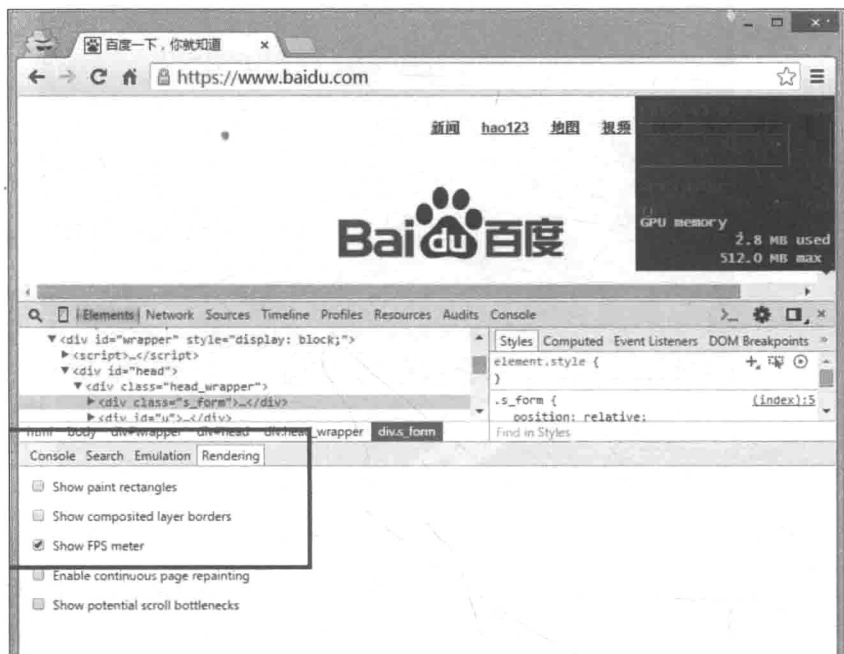 百度一下，你就知道
https://www.baidu.com
新闻 hao123 地图 视频
Bai du 百度
GPU memory
2.8 MB used
512.0 MB max
Elements Network Sources Timeline Profiles Resources Audits Console
▼<div id="wrapper" style="display: block;">
▶<script>…</script>
▼<div id="head">
▼<div class="head_wrapper">
▶<div class="s_form">…</div>
▶<div id="u">…</div>
html body div#wrapper div#head div.head_wrapper div.s_form
Styles Computed Event Listeners DOM Breakpoints »
element.style {
}
.s_form { (index):5
position: relative;
Find in Styles
Console Search Emulation Rendering
Show paint rectangles
Show composited layer borders
Show FPS meter
Enable continuous page repainting
Show potential scroll bottlenecks